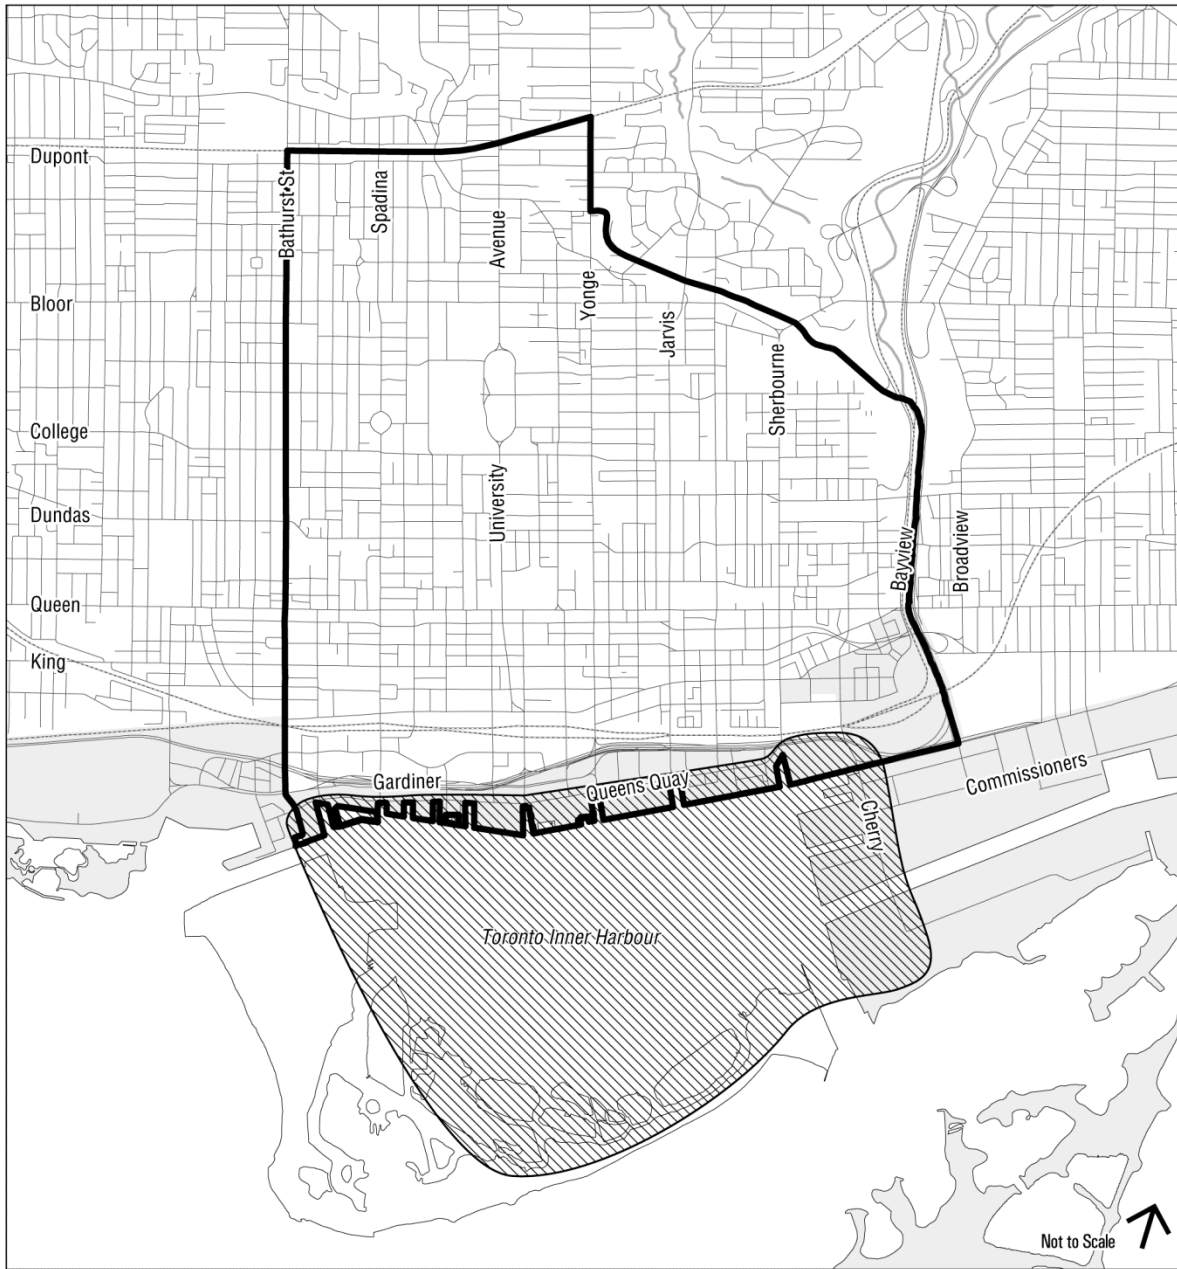 Dupont
Bathurst St
Spadina
Avenue
Yonge
Bloor
Jarvis
Sherbourne
College
University
Dundas
Bayview
Broadview
Queen
King
Gardiner
Queens Quay
Commissioners
Cherry
Toronto Inner Harbour
Not to Scale